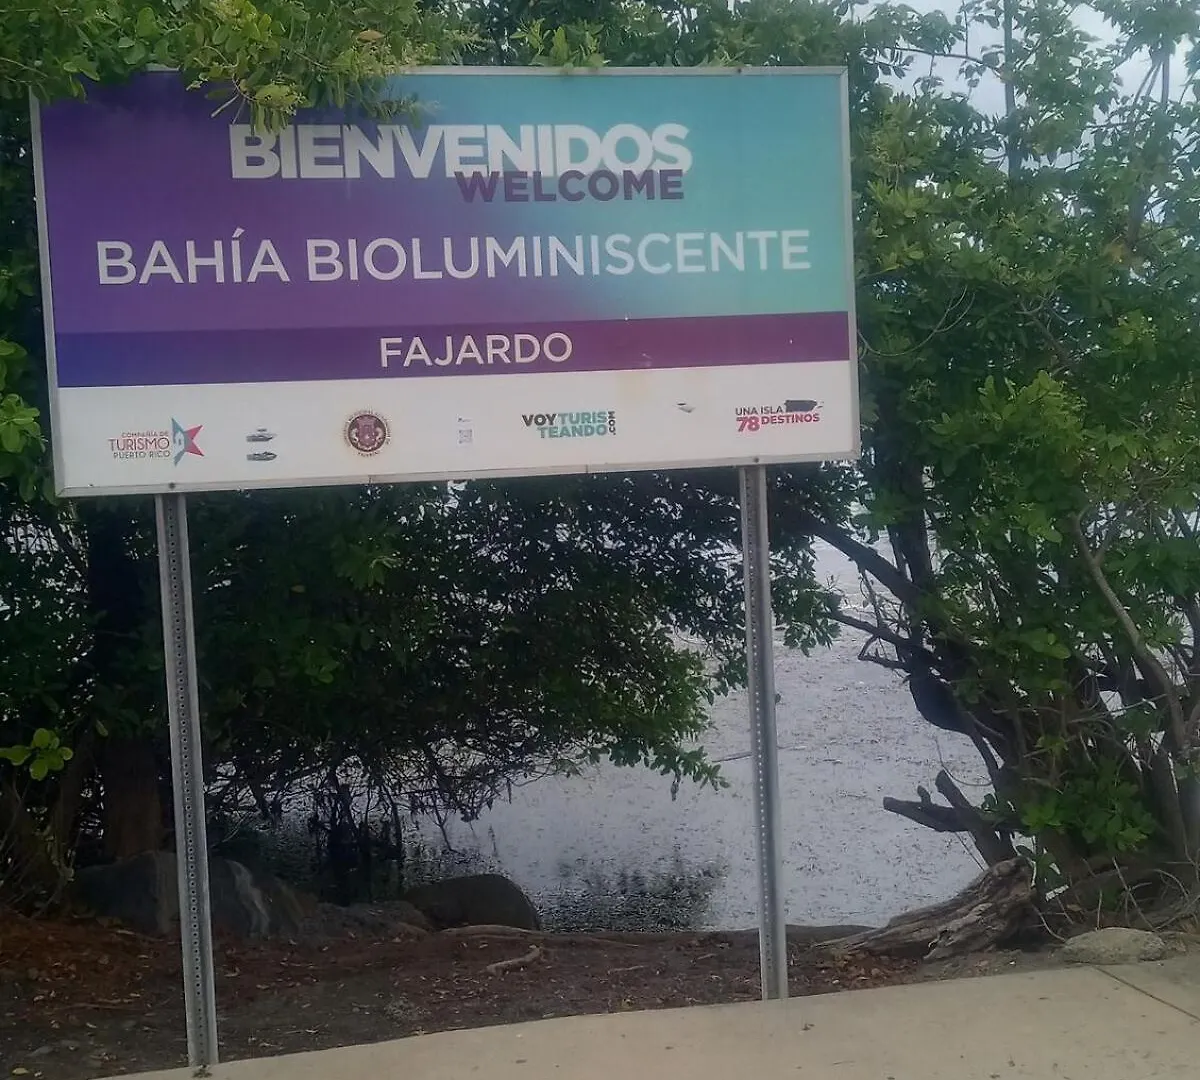 BIENVENIDOS
WELCOME
BAHÍA BIOLUMINISCENTE
FAJARDO
COMPAÑÍA DE
TURISMO
PUERTO RICO
VOYTURIS
TEANDO!
.COM
UNA ISLA
78 DESTINOS